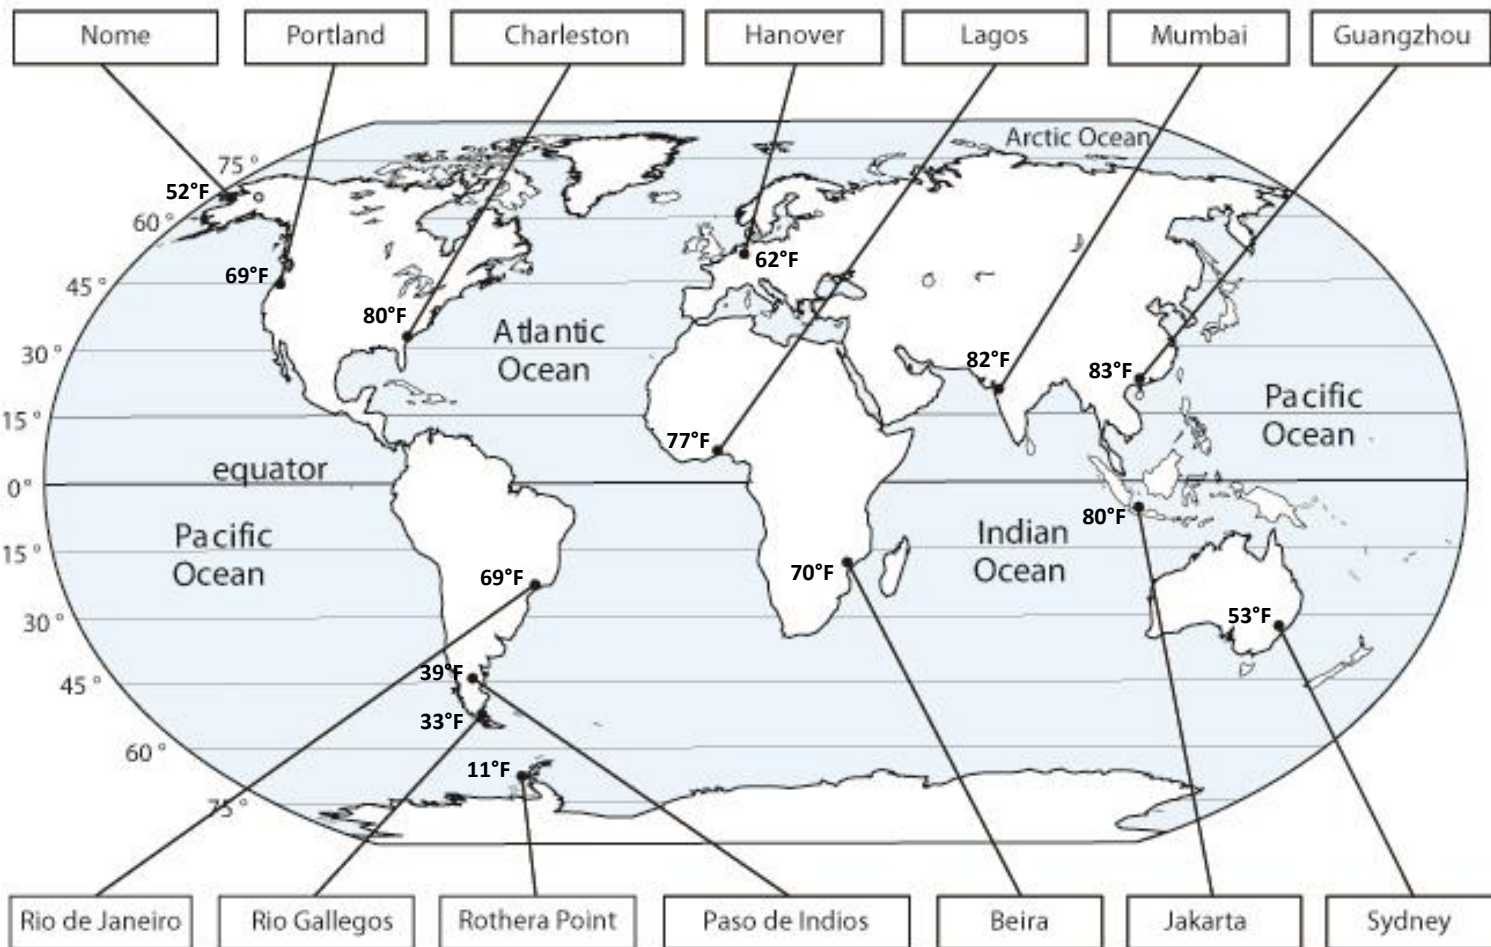 Nome
Portland
Charleston
Hanover
Lagos
Mumbai
Guangzhou
Arctic Ocean
75°
52°F
60°
62°F
69°F
45°
80°F
Atlantic
Ocean
30°
82°F
83°F
Pacific
Ocean
15°
77°F
equator
0°
80°F
Pacific
Ocean
Indian
Ocean
15°
70°F
69°F
53°F
30°
39°F
45°
33°F
60°
11°F
75°
Rio de Janeiro
Rio Gallegos
Rothera Point
Paso de Indios
Beira
Jakarta
Sydney